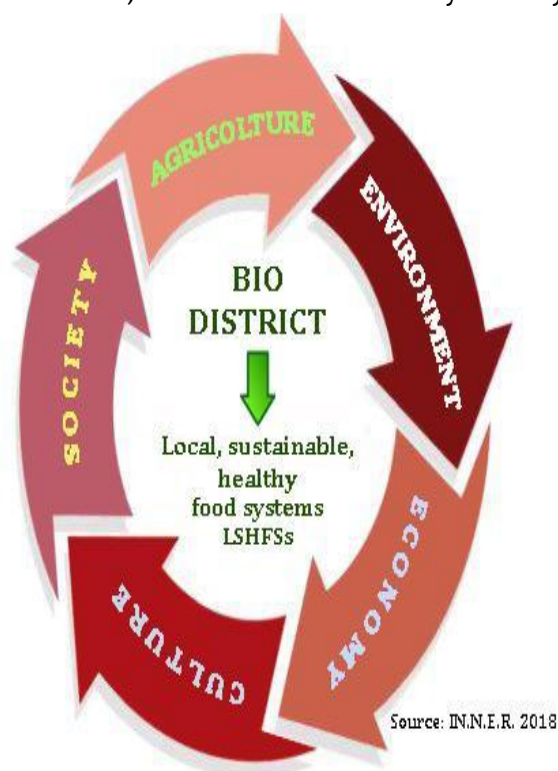 AGRICOLTURE
ENVIRONMENT
ECONOMY
CULTURE
SOCIETY
BIO
DISTRICT
Local, sustainable,
healthy
food systems
LSHFSs
Source: IN.N.E.R. 2018